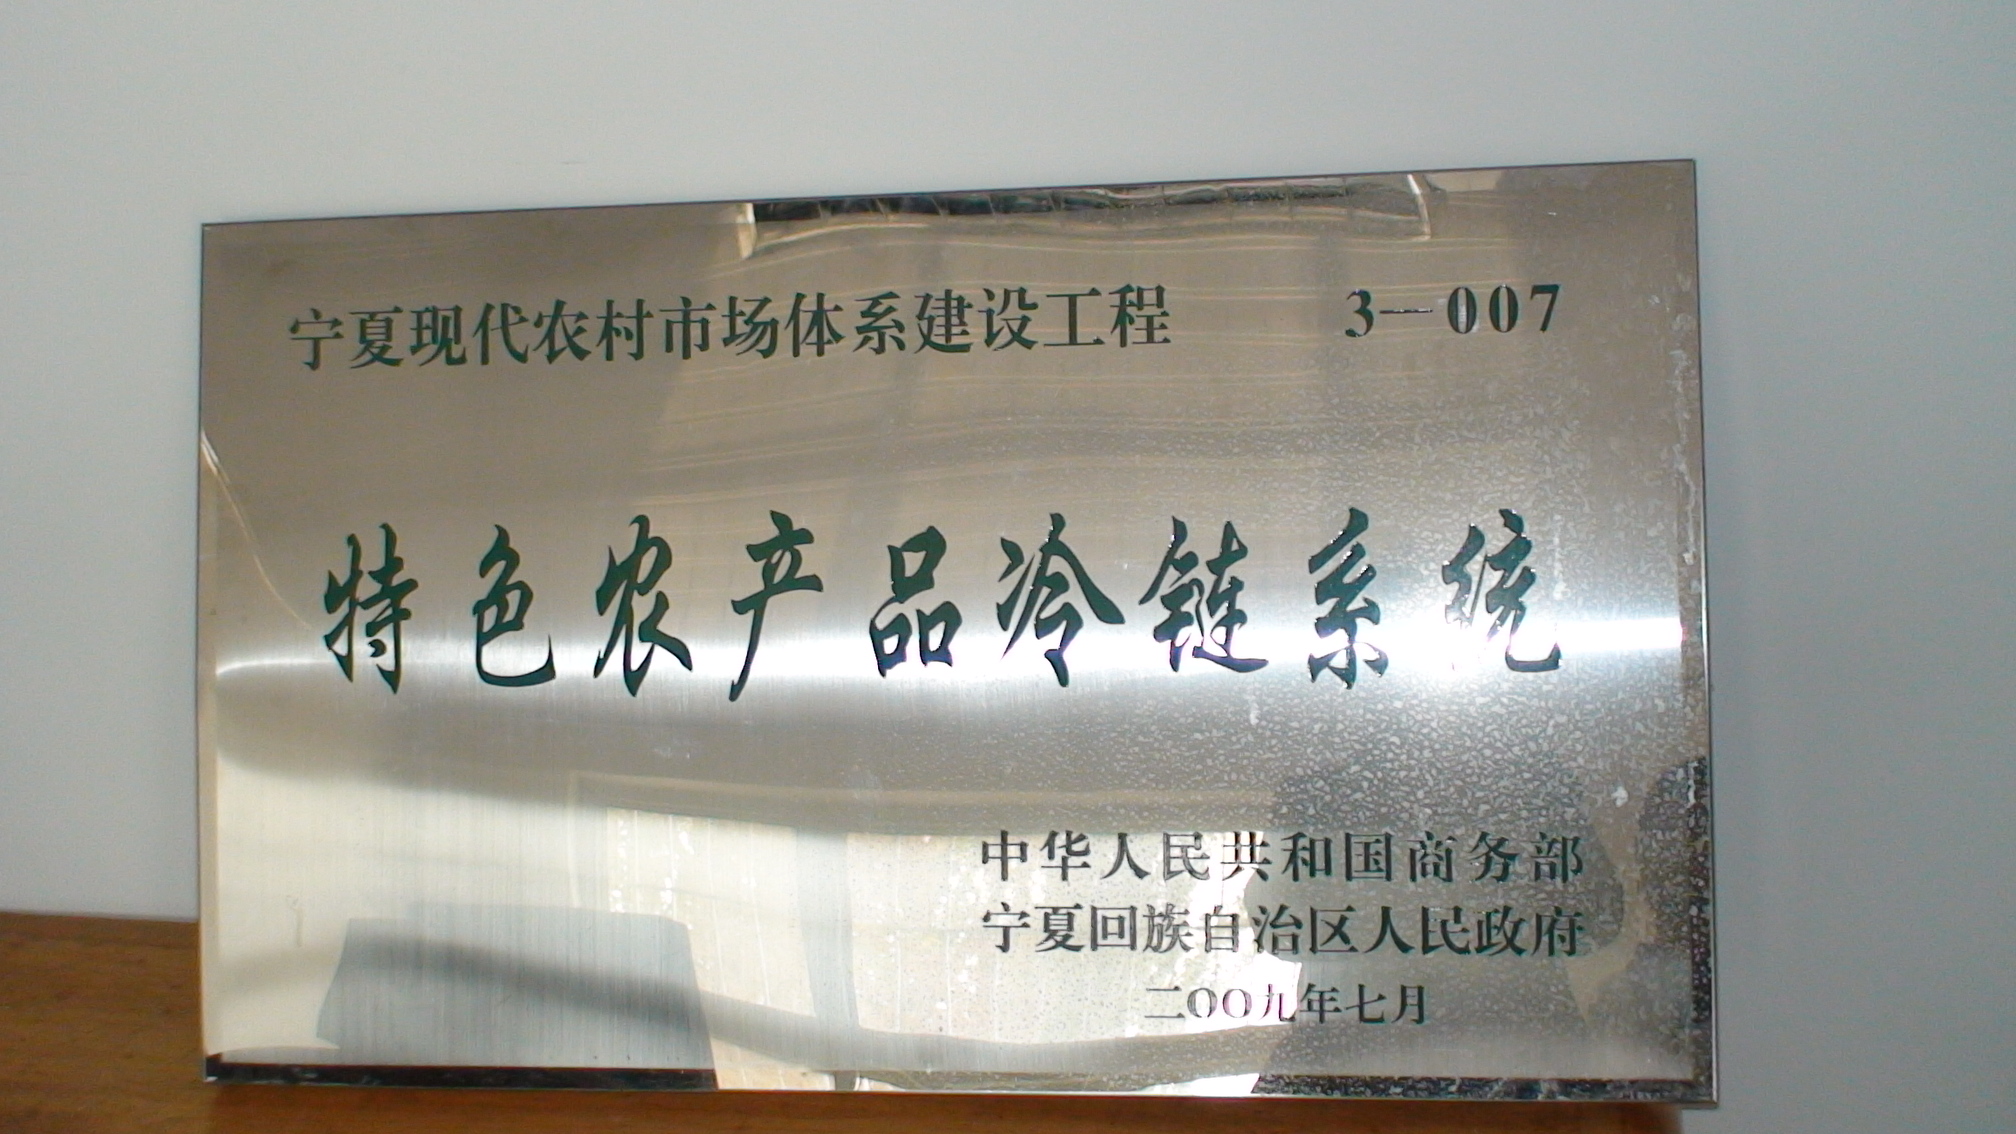 宁夏现代农村市场体系建设工程 3—007
特色农产品冷链系统
中华人民共和国商务部
宁夏回族自治区人民政府
二〇〇九年七月